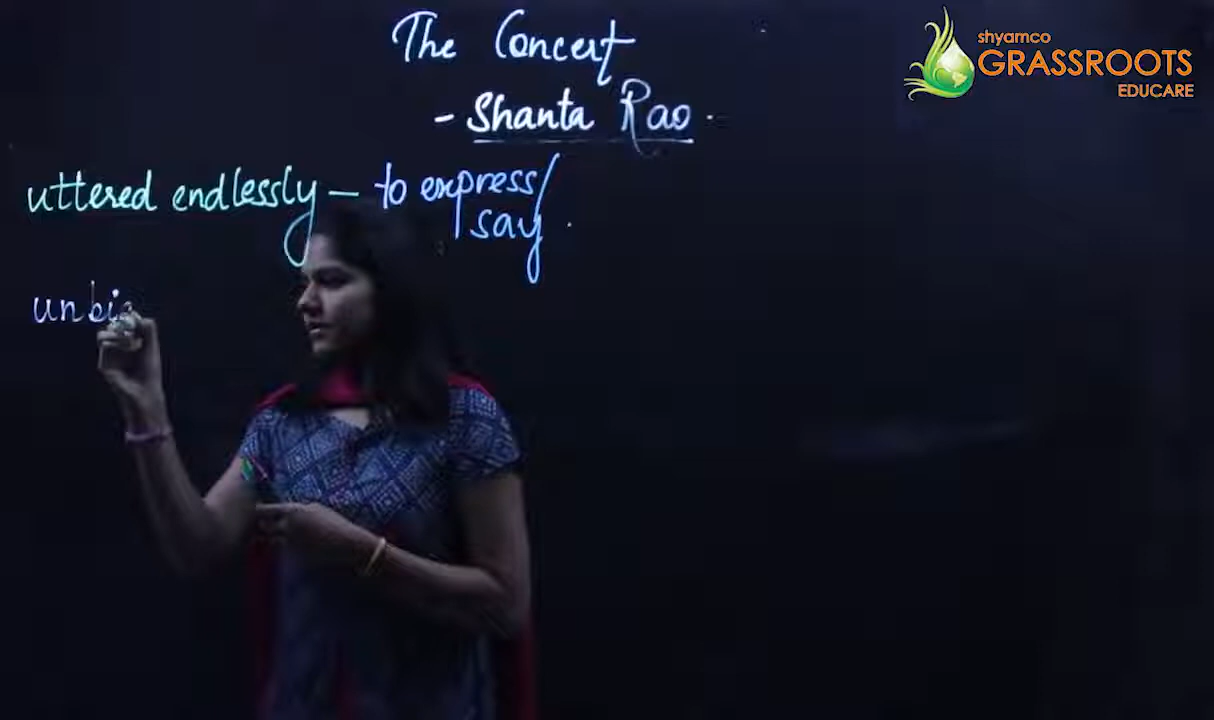 The Concert
- Shanta Rao.
uttered endlessly – to express/
say.
shyamco
GRASSROOTS
EDUCARE